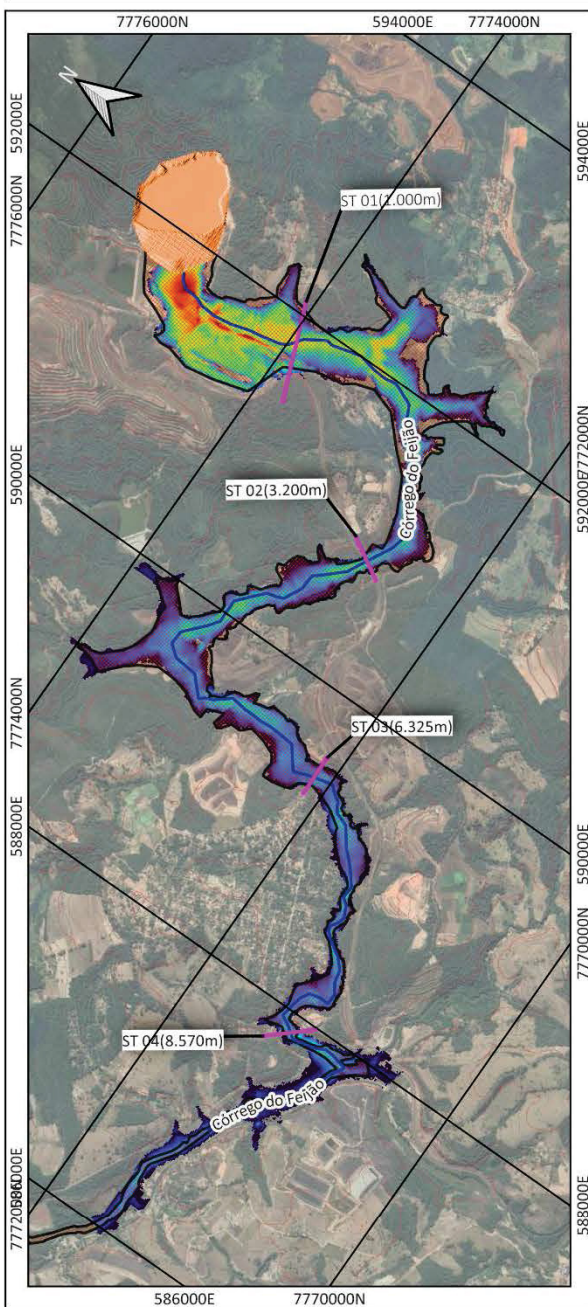 7776000N
594000E
7774000N
N
592000E
7776000N
594000E
ST 01(1.000m)
590000E
7772000N
592000E
Córrego do Feijão
ST 02(3.200m)
7774000N
588000E
ST 03(6.325m)
590000E
7770000N
ST 04(8.570m)
Córrego do Feijão
586000E
588000E
586000E
7770000N